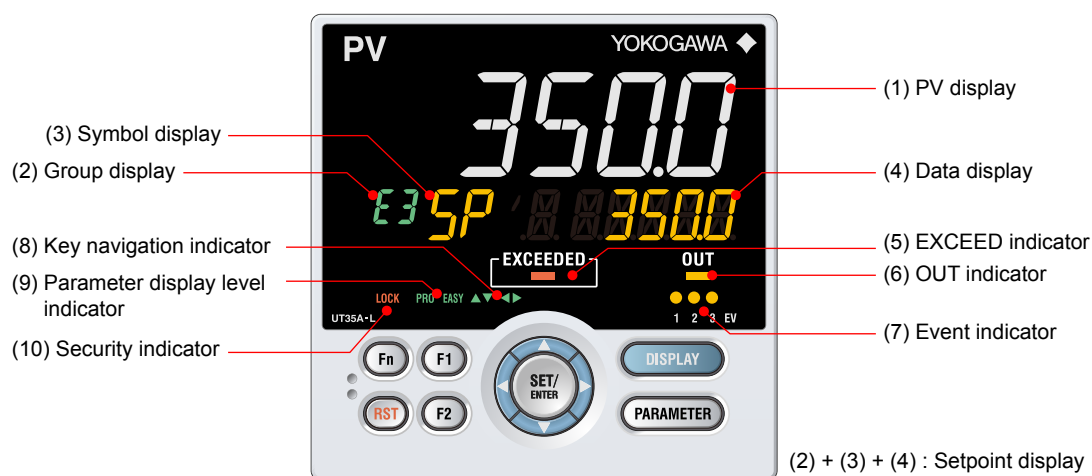 PV
YOKOGAWA
350.0
(1) PV display
(3) Symbol display
(2) Group display
E3 SP 350.0
(4) Data display
(8) Key navigation indicator
EXCEEDED
OUT
(5) EXCEED indicator
(6) OUT indicator
(9) Parameter display level
indicator
LOCK PRO EASY ▲▼◀▶
UT35A-L
1 2 3 EV
(7) Event indicator
(10) Security indicator
Fn F1
SET/
ENTER
DISPLAY
RST F2
PARAMETER
(2) + (3) + (4) : Setpoint display